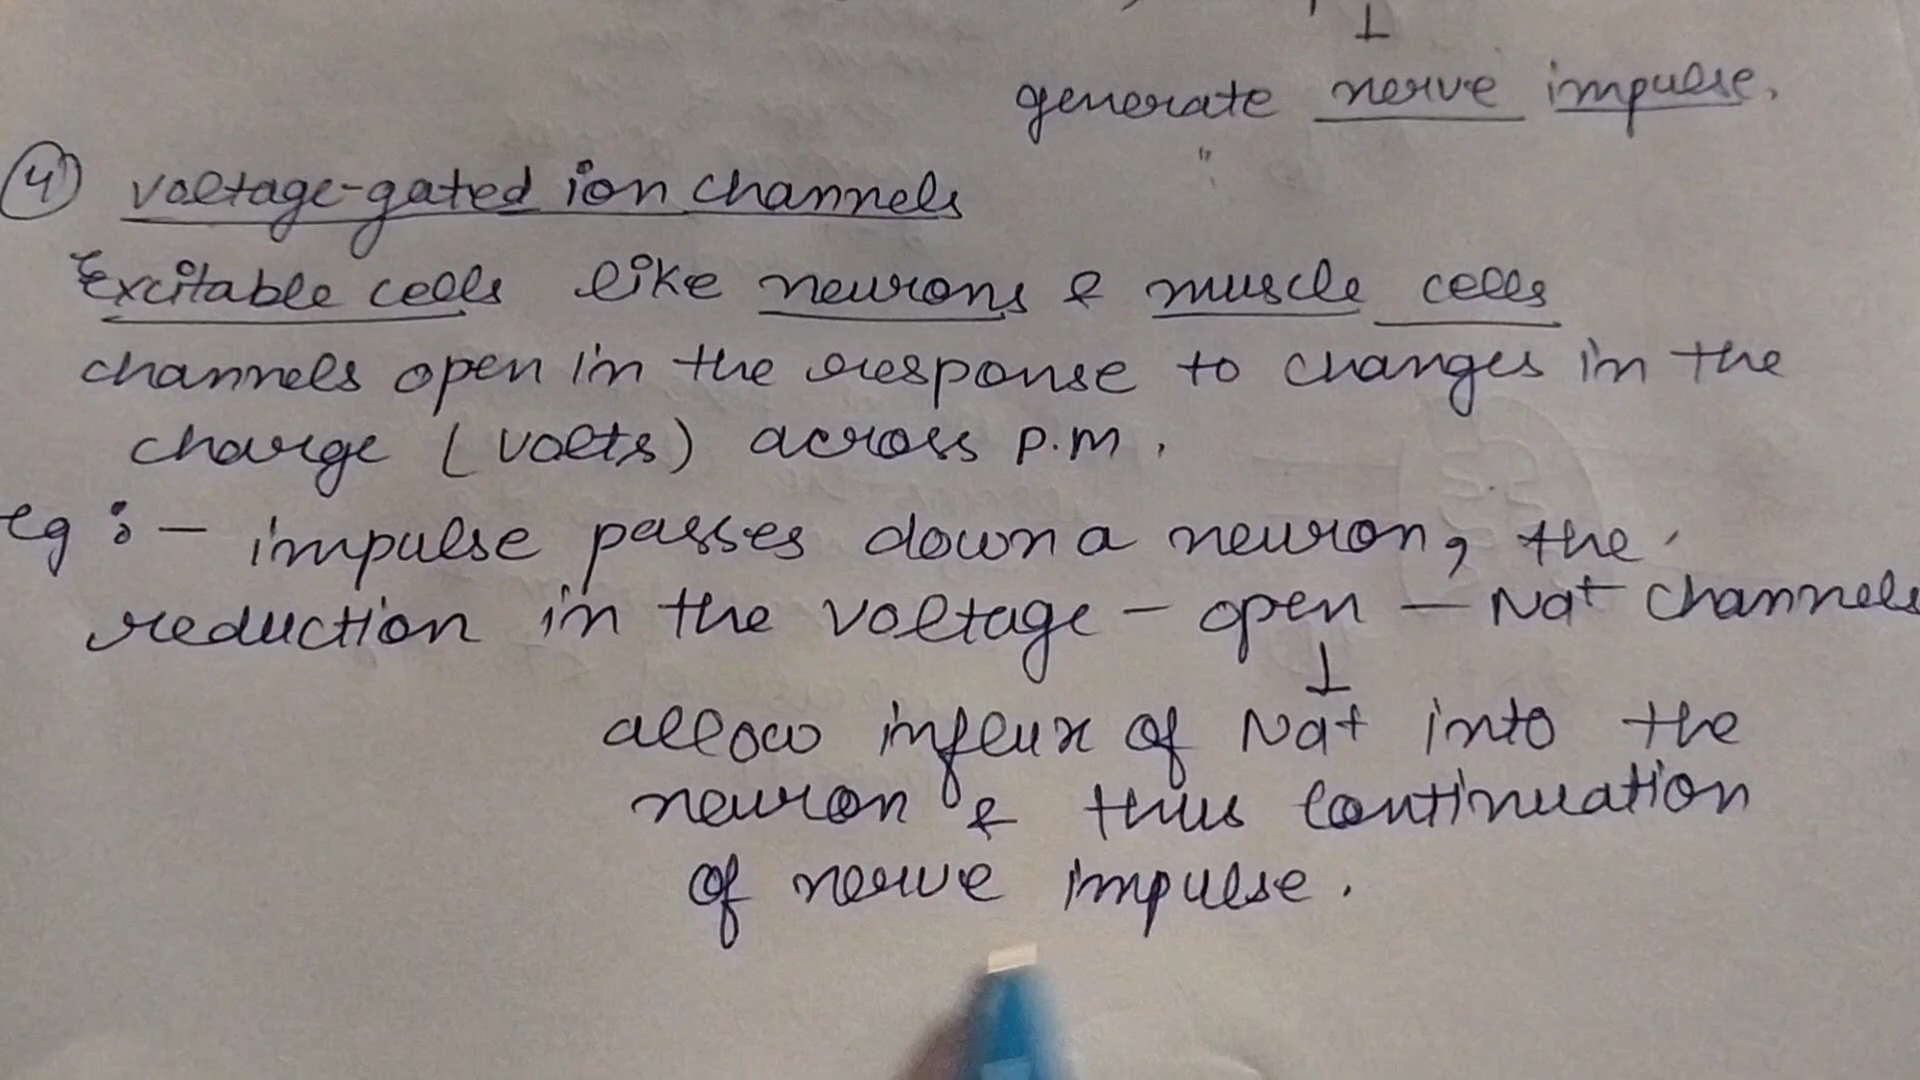 generate nerve impulse.
④ voltage-gated ion channels
Excitable cells like neurons & muscle cells
channels open in the response to changes in the
charge (volts) across p.m.
eg :- impulse passes down a neuron, the
reduction in the voltage - open - Na+ channels
allow influx of Na+ into the
neuron & thus continuation
of nerve impulse.